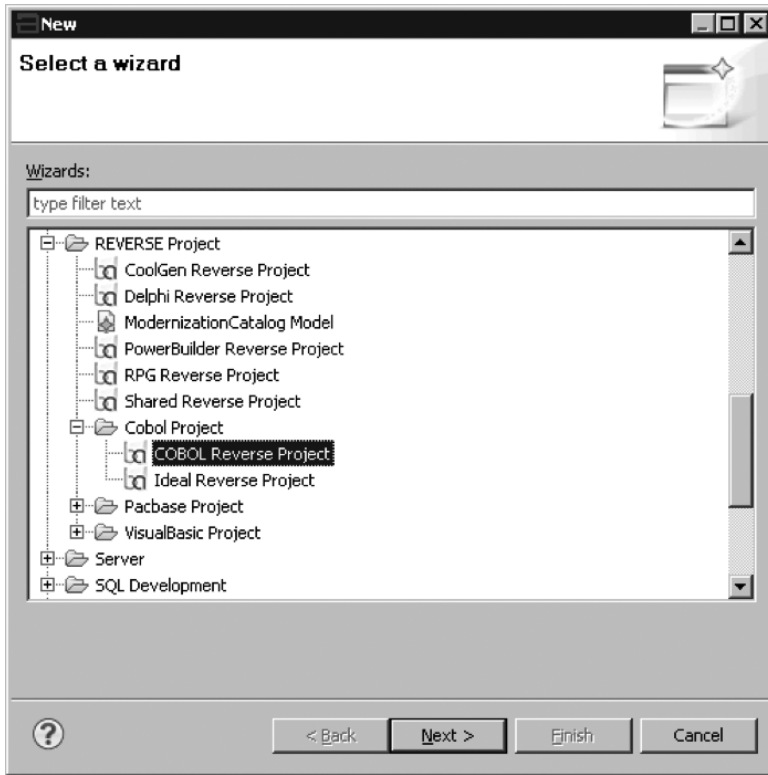 New
Select a wizard
Wizards:
type filter text
REVERSE Project
CoolGen Reverse Project
Delphi Reverse Project
ModernizationCatalog Model
PowerBuilder Reverse Project
RPG Reverse Project
Shared Reverse Project
Cobol Project
COBOL Reverse Project
Ideal Reverse Project
Pacbase Project
VisualBasic Project
Server
SQL Development
? < Back Next > Finish Cancel